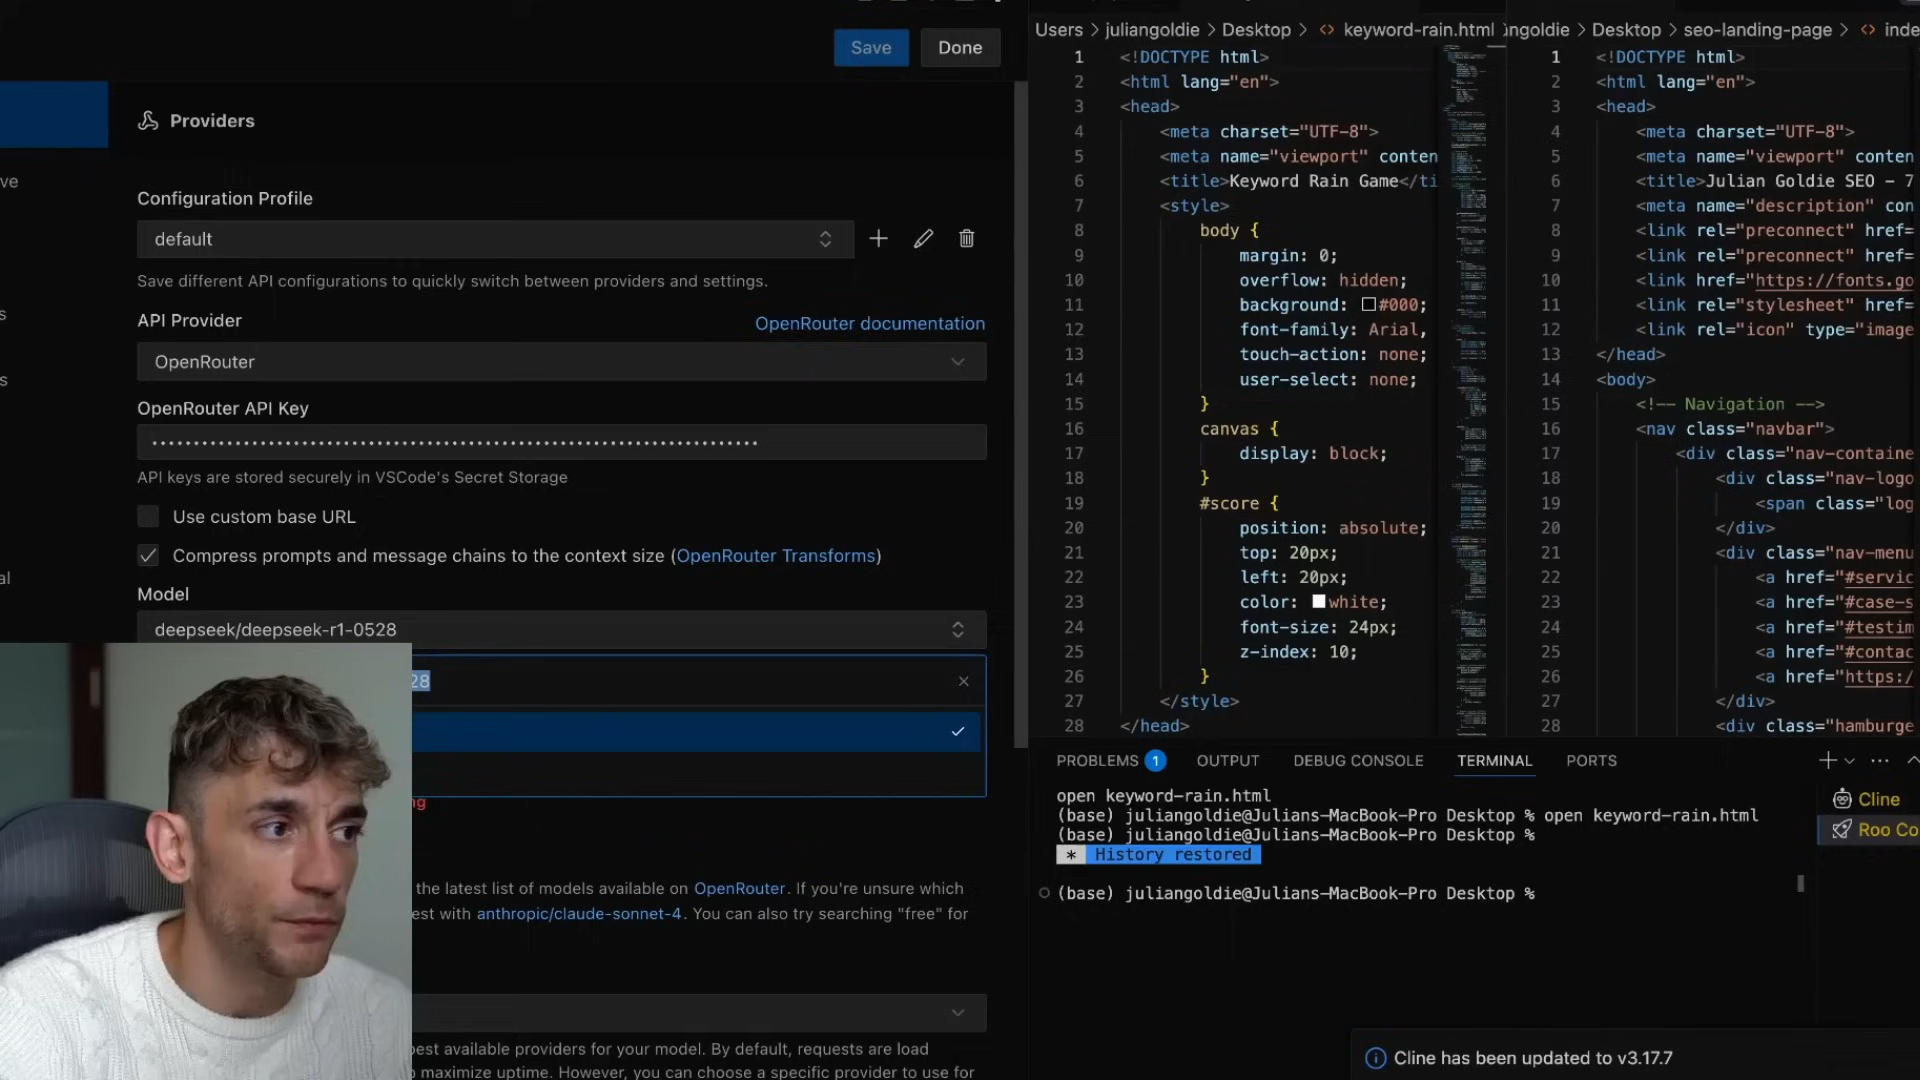 Save
Done
Providers
ve
Configuration Profile
default
Save different API configurations to quickly switch between providers and settings.
s
API Provider
OpenRouter documentation
OpenRouter
s
OpenRouter API Key
API keys are stored securely in VSCode's Secret Storage
Use custom base URL
Compress prompts and message chains to the context size (OpenRouter Transforms)
al
Model
deepseek/deepseek-r1-0528
28
ng
the latest list of models available on OpenRouter. If you're unsure which
est with anthropic/claude-sonnet-4. You can also try searching "free" for
best available providers for your model. By default, requests are load
maximize uptime. However, you can choose a specific provider to use for
Users > juliangoldie > Desktop > <> keyword-rain.html
1 <!DOCTYPE html>
2 <html lang="en">
3 <head>
4 <meta charset="UTF-8">
5 <meta name="viewport" conten
6 <title>Keyword Rain Game</ti
7 <style>
8 body {
9 margin: 0;
10 overflow: hidden;
11 background: #000;
12 font-family: Arial,
13 touch-action: none;
14 user-select: none;
15 }
16 canvas {
17 display: block;
18 }
19 #score {
20 position: absolute;
21 top: 20px;
22 left: 20px;
23 color: white;
24 font-size: 24px;
25 z-index: 10;
26 }
27 </style>
28 </head>
ngoldie > Desktop > seo-landing-page > <> inde
1 <!DOCTYPE html>
2 <html lang="en">
3 <head>
4 <meta charset="UTF-8">
5 <meta name="viewport" conten
6 <title>Julian Goldie SEO - 7
7 <meta name="description" con
8 <link rel="preconnect" href=
9 <link rel="preconnect" href=
10 <link href="https://fonts.go
11 <link rel="stylesheet" href=
12 <link rel="icon" type="image
13 </head>
14 <body>
15 <!-- Navigation -->
16 <nav class="navbar">
17 <div class="nav-containe
18 <div class="nav-logo
19 <span class="log
20 </div>
21 <div class="nav-menu
22 <a href="#servic
23 <a href="#case-s
24 <a href="#testim
25 <a href="#contac
26 <a href="https:/
27 </div>
28 <div class="hamburge
PROBLEMS 1 OUTPUT DEBUG CONSOLE TERMINAL PORTS
open keyword-rain.html
(base) juliangoldie@Julians-MacBook-Pro Desktop % open keyword-rain.html
(base) juliangoldie@Julians-MacBook-Pro Desktop %
* History restored
(base) juliangoldie@Julians-MacBook-Pro Desktop %
Cline
Roo Co
Cline has been updated to v3.17.7